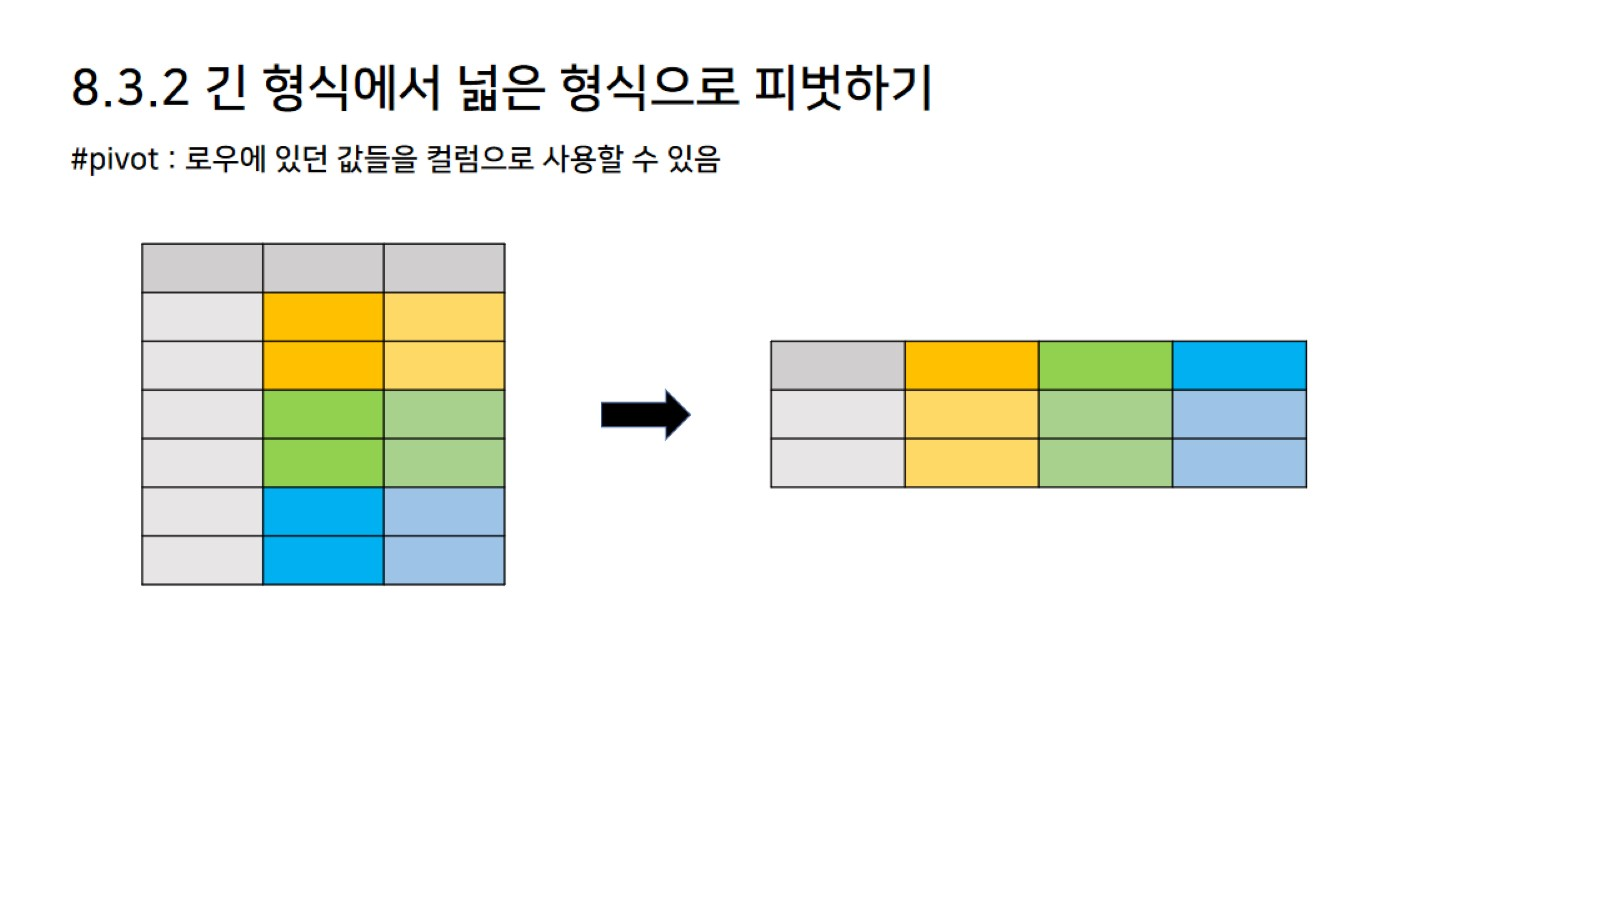 8.3.2 긴 형식에서 넓은 형식으로 피벗하기
#pivot : 로우에 있던 값들을 컬럼으로 사용할 수 있음